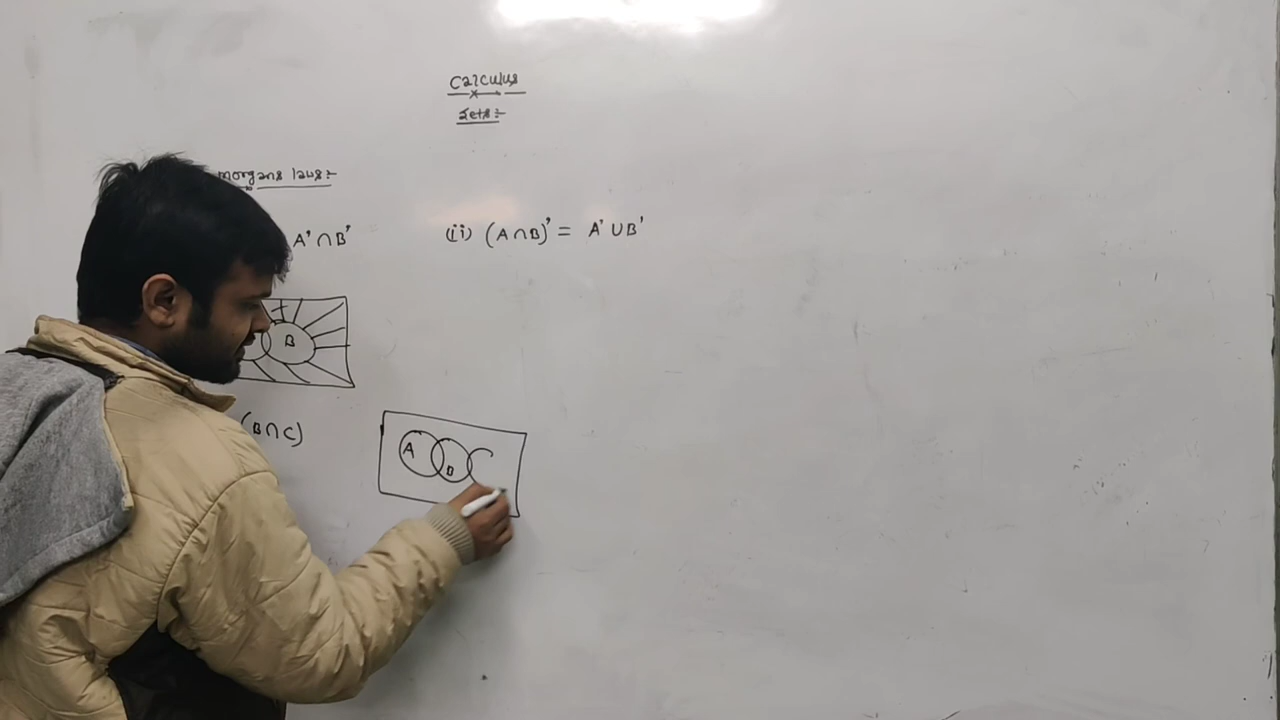 Calculus
Sets :-
morgans laws :-
A' ∩ B'
(ii) (A ∩ B)' = A' ∪ B'
B
(B ∩ C)
A
B